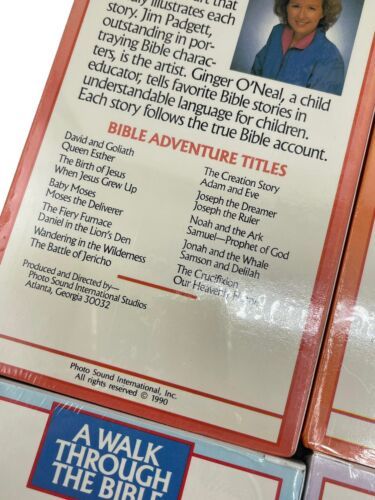 illustrates each
story. Jim Padgett,
outstanding in por-
traying Bible charac-
ters, is the artist. Ginger O'Neal, a child
educator, tells favorite Bible stories in
understandable language for children.
Each story follows the true Bible account.
BIBLE ADVENTURE TITLES
David and Goliath
Queen Esther
The Birth of Jesus
When Jesus Grew Up
Baby Moses
Moses the Deliverer
The Fiery Furnace
Daniel in the Lion's Den
Wandering in the Wilderness
The Battle of Jericho
The Creation Story
Adam and Eve
Joseph the Dreamer
Joseph the Ruler
Noah and the Ark
Samuel—Prophet of God
Jonah and the Whale
Samson and Delilah
The Crucifixion
Our Heavenly
Produced and Directed by—
Photo Sound International Studios
Atlanta, Georgia 30032
Photo Sound International, Inc.
All rights reserved © 1990
A WALK
THROUGH
THE BIBLE